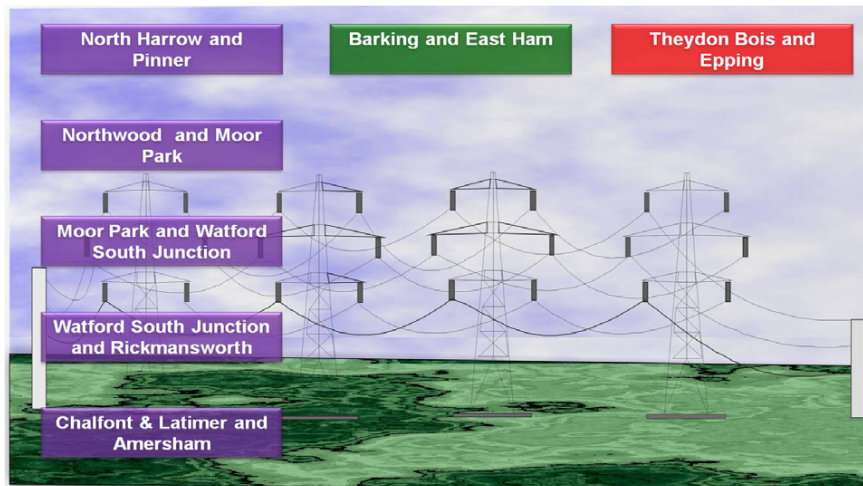 North Harrow and
Pinner
Barking and East Ham
Theydon Bois and
Epping
Northwood and Moor
Park
Moor Park and Watford
South Junction
Watford South Junction
and Rickmansworth
Chalfont & Latimer and
Amersham